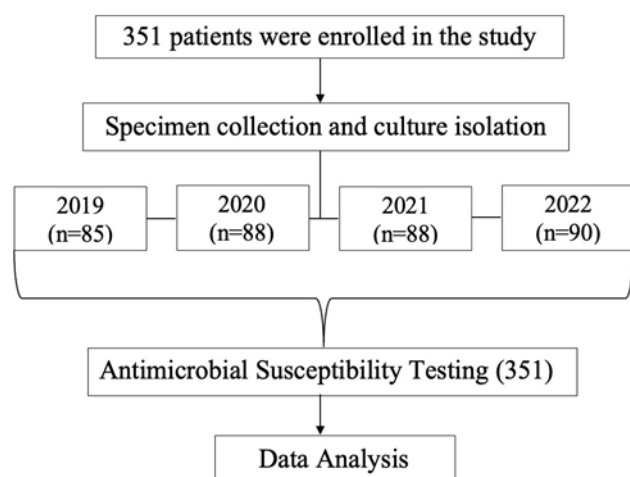 351 patients were enrolled in the study
Specimen collection and culture isolation
2019
(n=85)
2020
(n=88)
2021
(n=88)
2022
(n=90)
Antimicrobial Susceptibility Testing (351)
Data Analysis